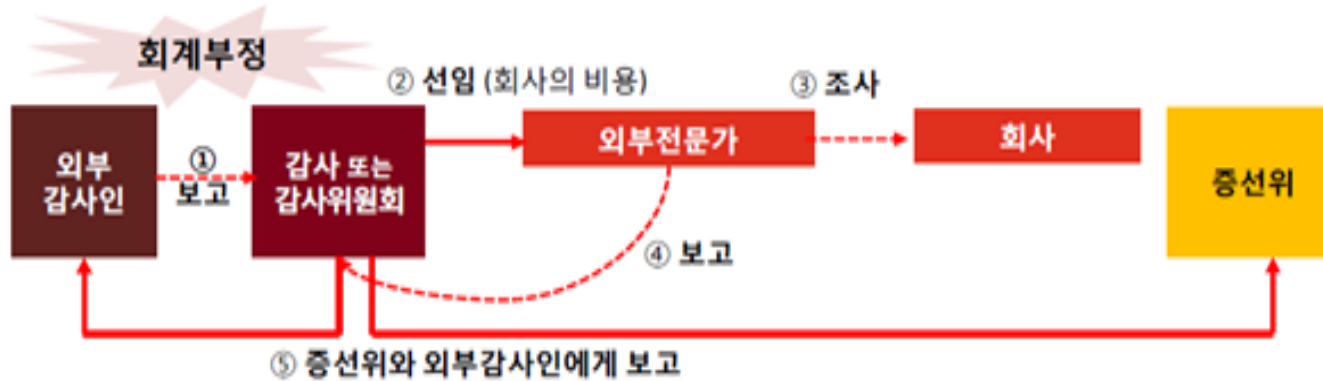 회계부정
② 선임 (회사의 비용)
③ 조사
외부
감사인
①
보고
감사 또는
감사위원회
외부전문가
회사
증선위
④ 보고
⑤ 증선위와 외부감사인에게 보고